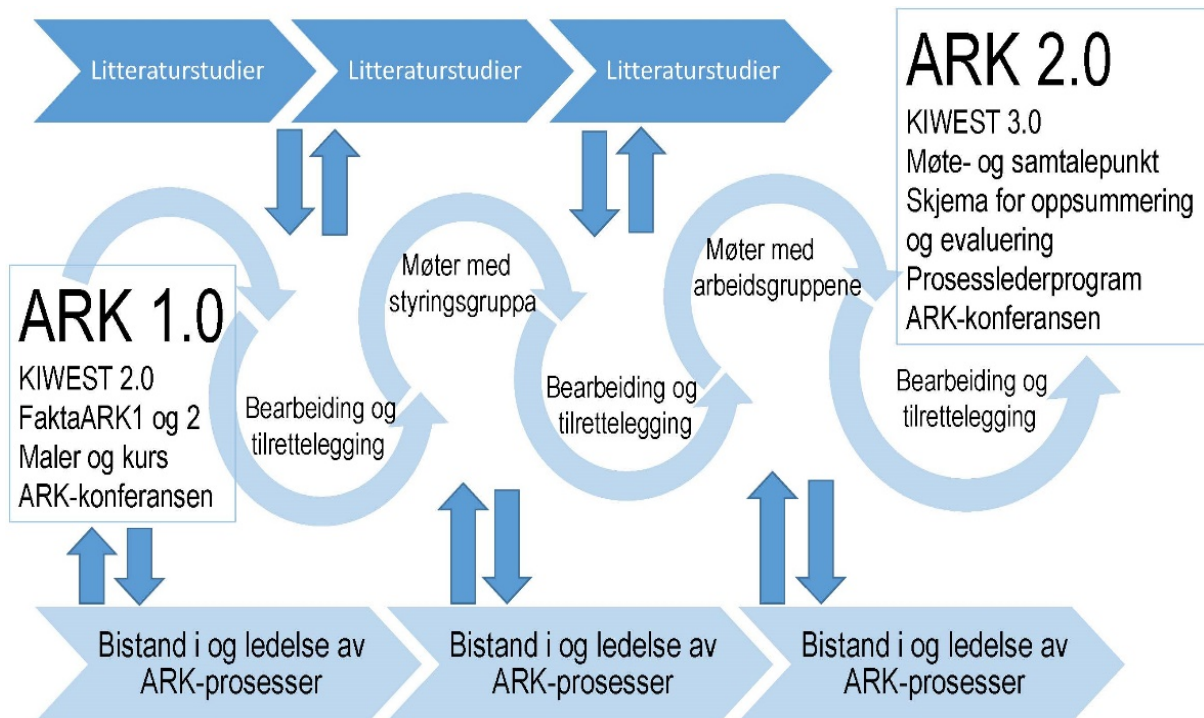 Litteraturstudier
Litteraturstudier
Litteraturstudier
ARK 2.0
KIWEST 3.0
Møte- og samtalepunkt
Skjema for oppsummering
og evaluering
Prosesslederprogram
ARK-konferansen
Møter med
styringsgruppa
Møter med
arbeidsgruppene
ARK 1.0
KIWEST 2.0
FaktaARK1 og 2
Maler og kurs
ARK-konferansen
Bearbeiding og
tilrettelegging
Bearbeiding og
tilrettelegging
Bearbeiding og
tilrettelegging
Bistand i og ledelse av
ARK-prosesser
Bistand i og ledelse av
ARK-prosesser
Bistand i og ledelse av
ARK-prosesser